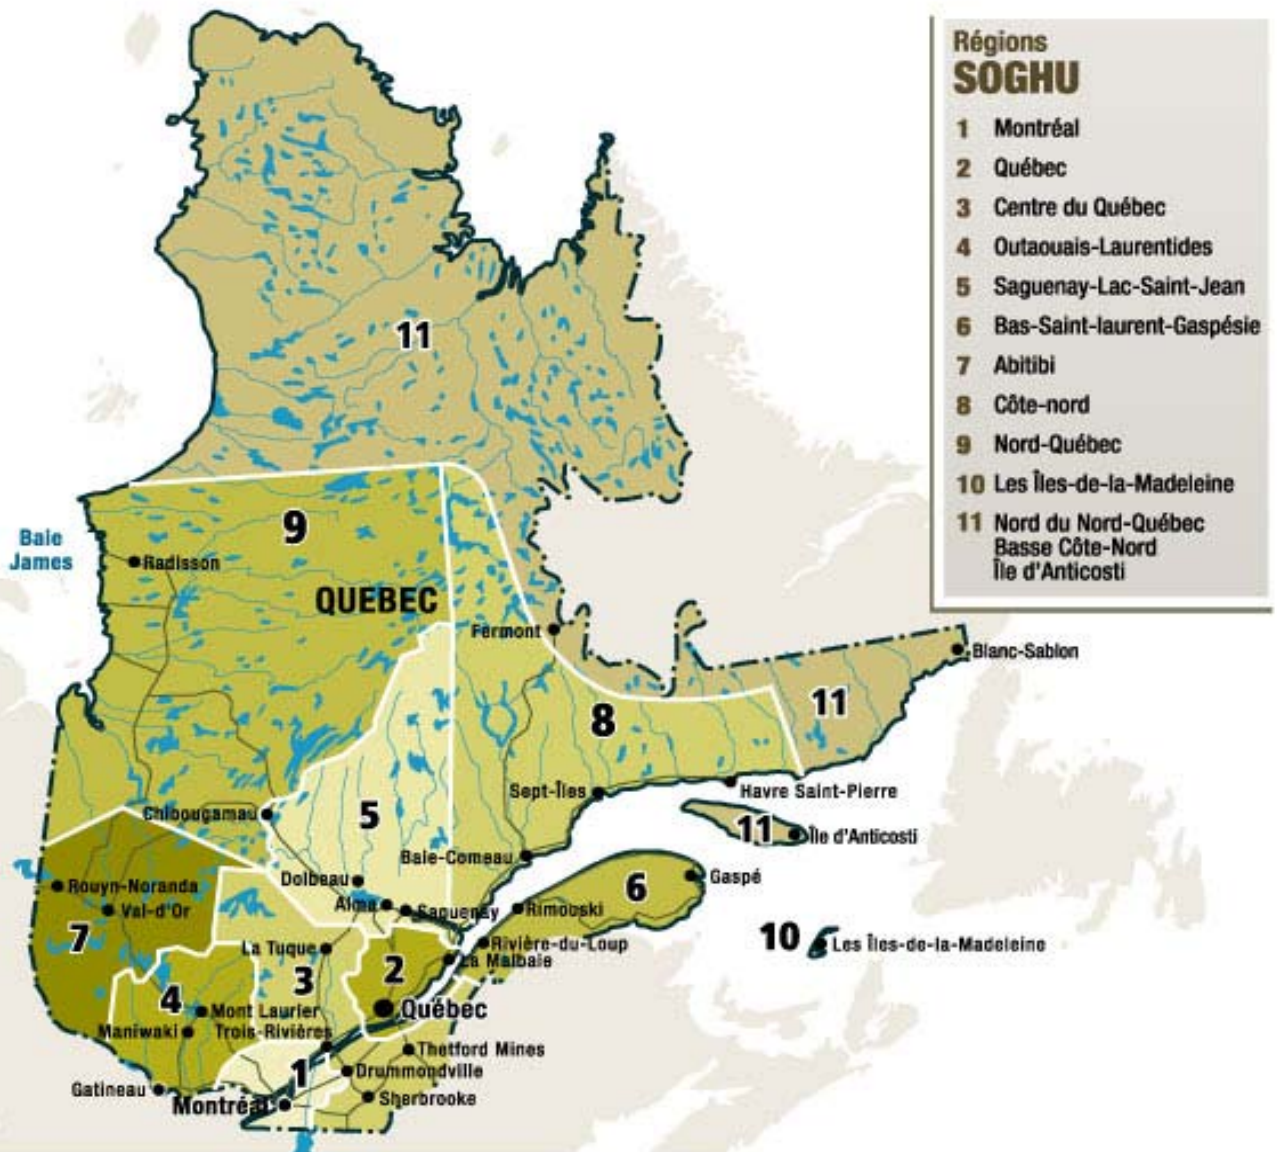 Régions
SOGHU
1 Montréal
2 Québec
3 Centre du Québec
4 Outaouais-Laurentides
5 Saguenay-Lac-Saint-Jean
6 Bas-Saint-laurent-Gaspésie
7 Abitibi
8 Côte-nord
9 Nord-Québec
10 Les Îles-de-la-Madeleine
11 Nord du Nord-Québec
Basse Côte-Nord
Île d'Anticosti
11
9
Baie
James
Radisson
QUEBEC
Fermont
Blanc-Sablon
11
8
Sept-Îles
Havre Saint-Pierre
Chibougamau
5
11
Île d'Anticosti
Baie-Comeau
Dolbeau
6
Gaspé
Rouyn-Noranda
Val-d'Or
Alma
Saguenay
Rimouski
7
La Tuque
Rivière-du-Loup
La Malbaie
10
Les Îles-de-la-Madeleine
4
3
2
Mont Laurier
Québec
Maniwaki
Trois-Rivières
Thetford Mines
1
Drummondville
Gatineau
Montréal
Sherbrooke